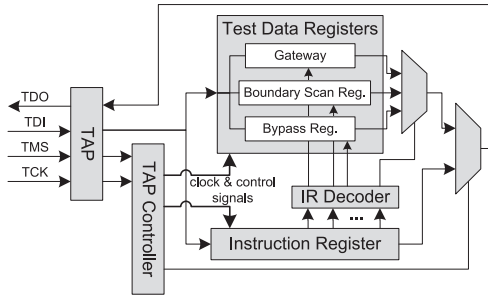 Test Data Registers
Gateway
Boundary Scan Reg.
Bypass Reg.
TDO
TDI
TMS
TCK
TAP
TAP Controller
clock & control
signals
IR Decoder
...
Instruction Register